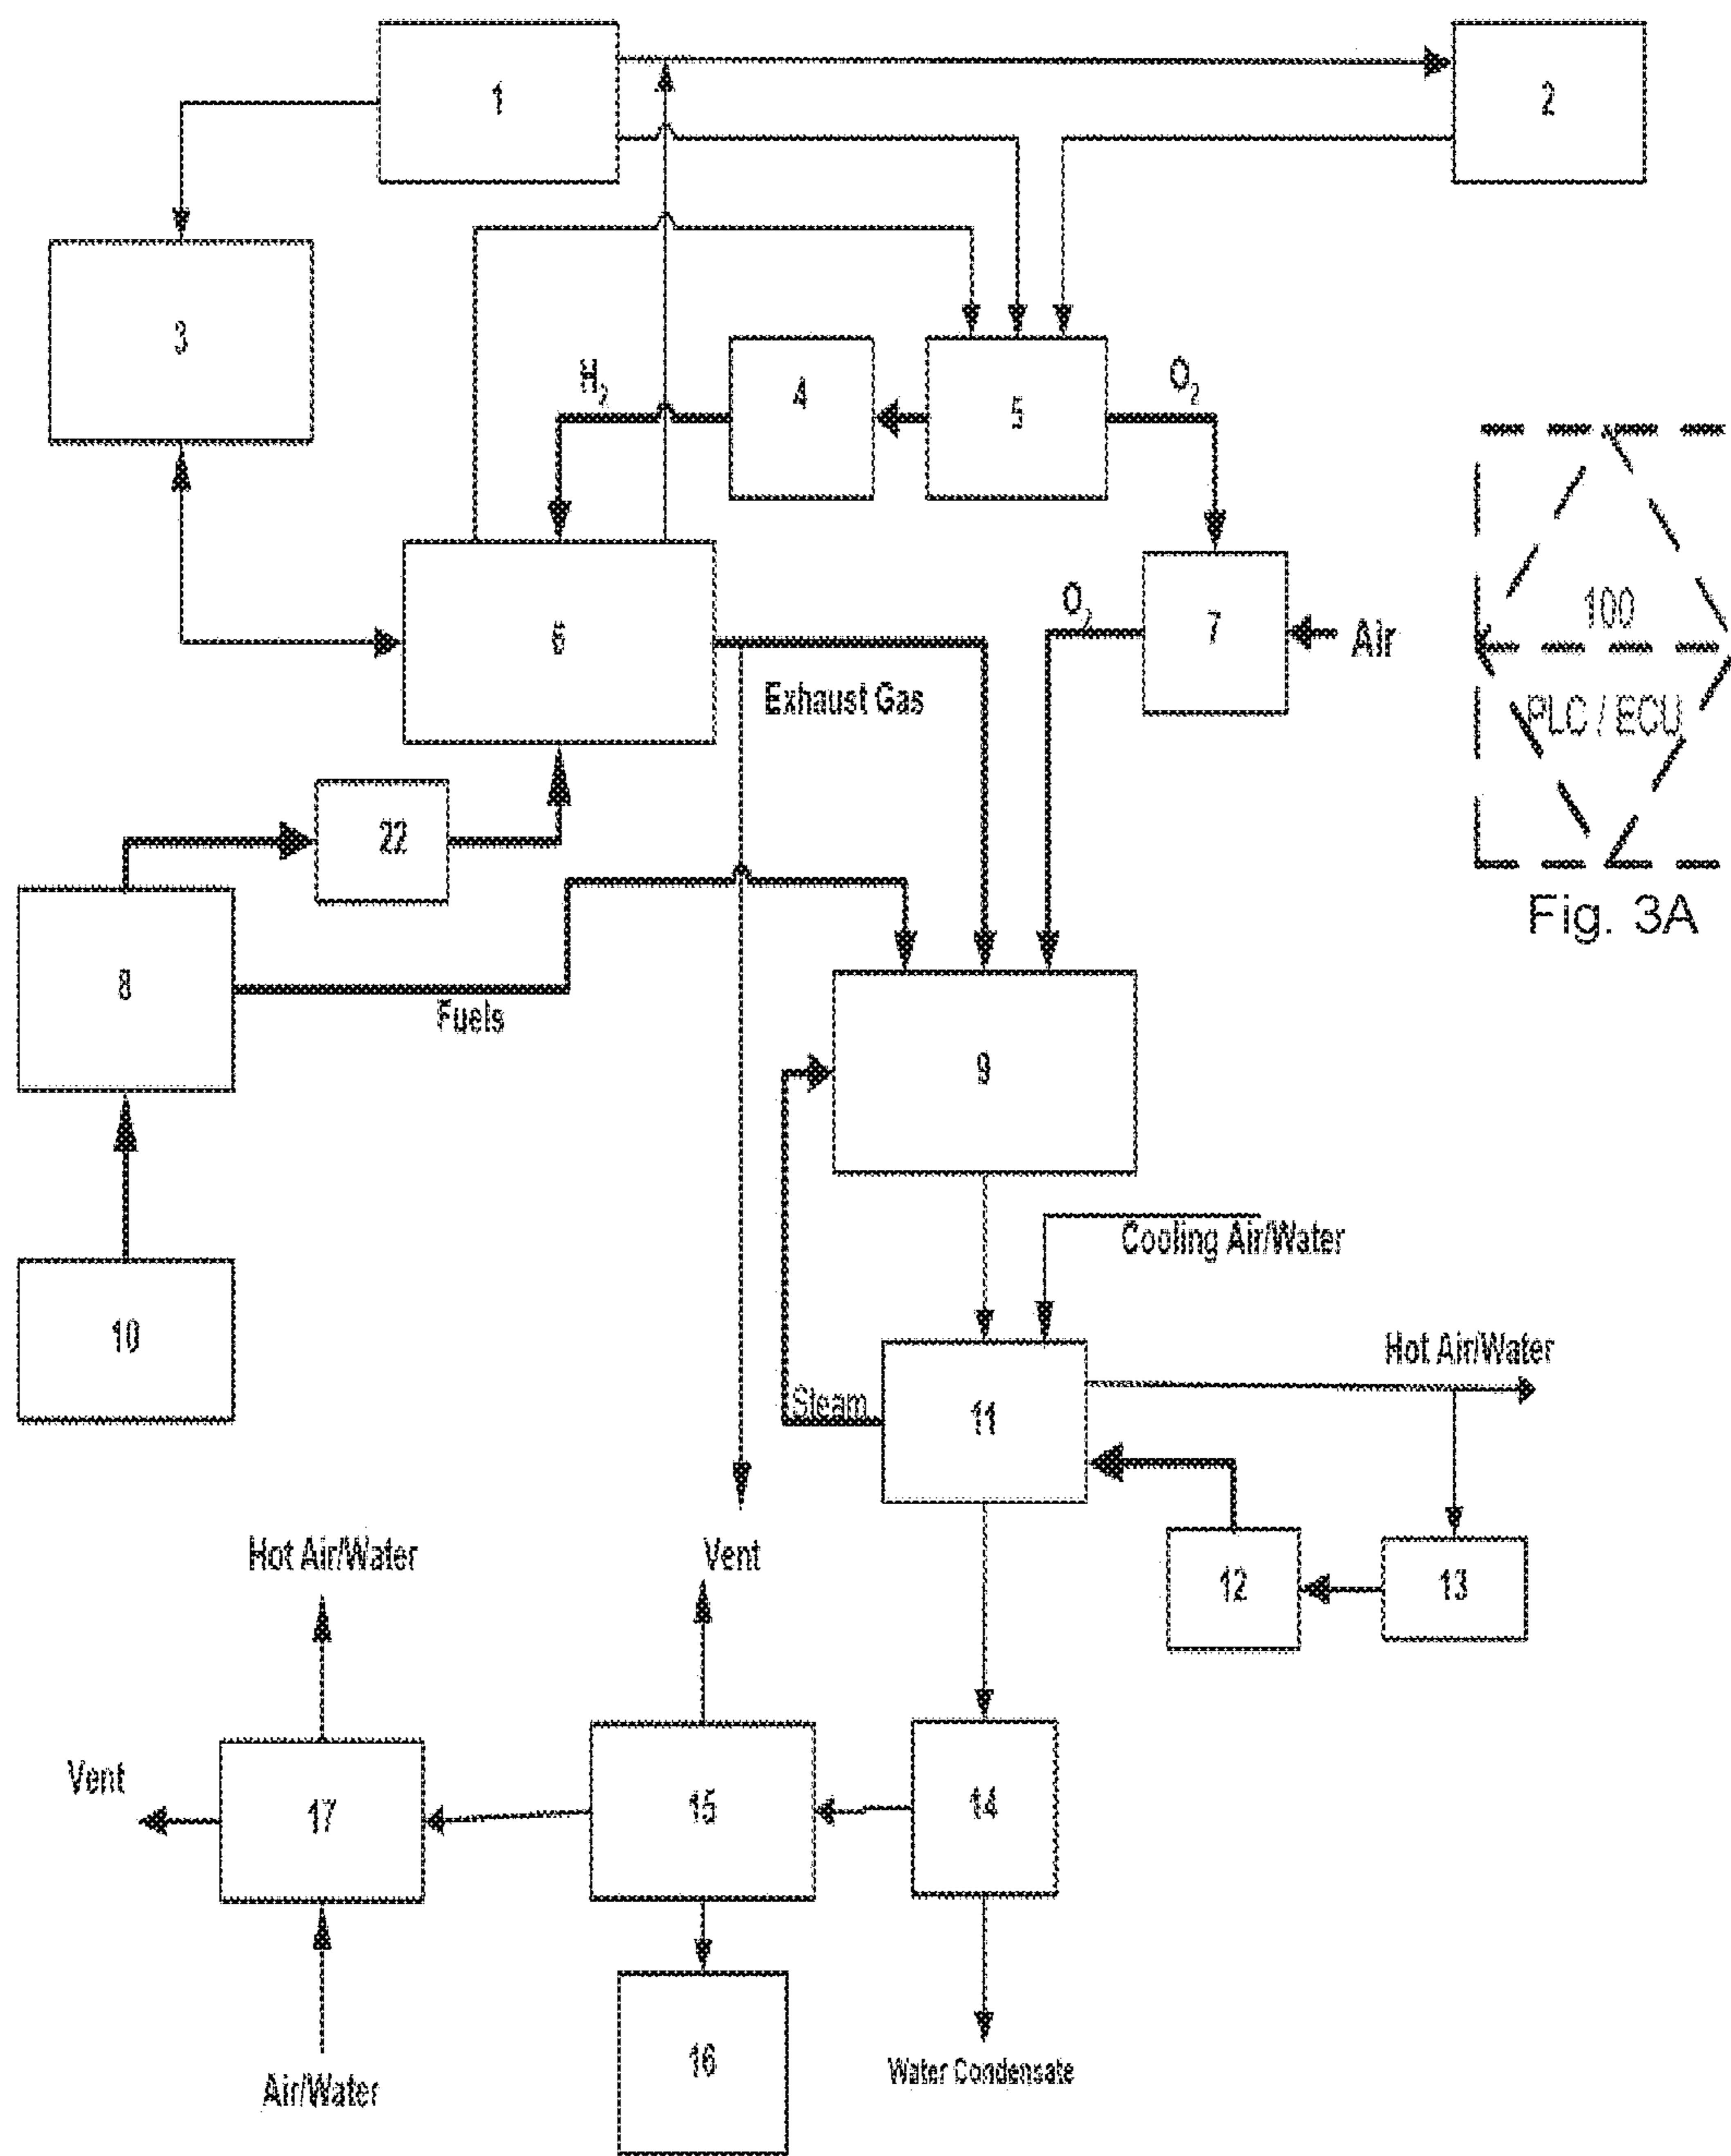 1
2
3
H₂
4
5
O₂
6
O₂
7
Air
100
PLC / ECU
Exhaust Gas
22
Fig. 3A
8
Fuels
9
Cooling Air/Water
10
Hot Air/Water
Steam
11
Hot Air/Water
Vent
12
13
Vent
17
15
14
16
Water Condensate
Air/Water